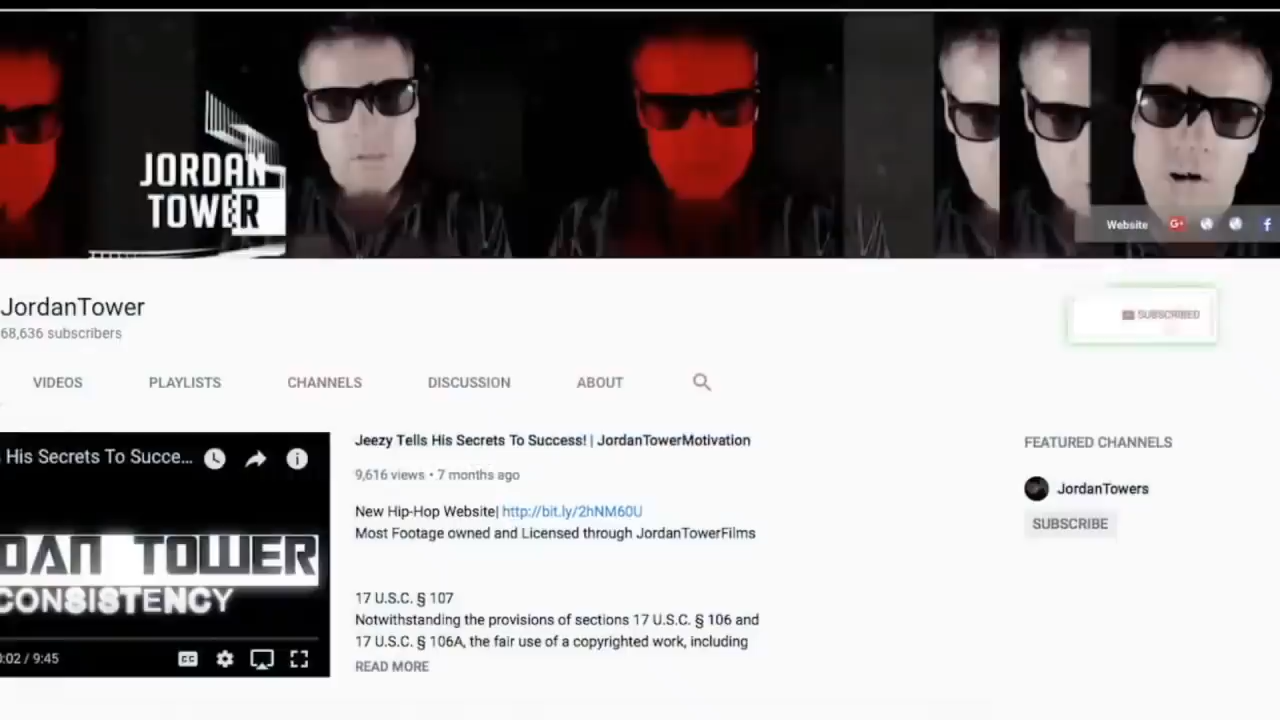 JORDAN
TOWER
Website
JordanTower
68,636 subscribers
SUBSCRIBED
VIDEOS PLAYLISTS CHANNELS DISCUSSION ABOUT
His Secrets To Succe...
DAN TOWER
CONSISTENCY
0:02 / 9:45
Jeezy Tells His Secrets To Success! | JordanTowerMotivation
9,616 views • 7 months ago
New Hip-Hop Website| http://bit.ly/2hNM60U
Most Footage owned and Licensed through JordanTowerFilms
17 U.S.C. § 107
Notwithstanding the provisions of sections 17 U.S.C. § 106 and
17 U.S.C. § 106A, the fair use of a copyrighted work, including
READ MORE
FEATURED CHANNELS
JordanTowers
SUBSCRIBE